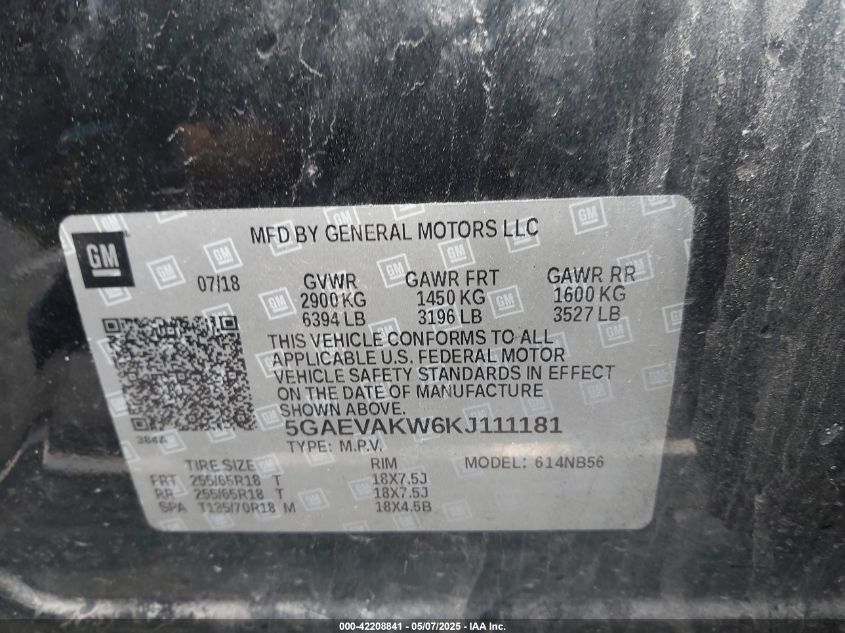 MFD BY GENERAL MOTORS LLC
GM
07/18 GVWR GAWR FRT GAWR RR
2900 KG 1450 KG 1600 KG
6394 LB 3196 LB 3527 LB
THIS VEHICLE CONFORMS TO ALL
APPLICABLE U.S. FEDERAL MOTOR
VEHICLE SAFETY STANDARDS IN EFFECT
ON THE DATE OF MANUFACTURE
SHOWN ABOVE.
5GAEVAKW6KJ111181
384A
TYPE: M.P.V.
TIRE SIZE RIM MODEL: 614NB56
FRT 255/65R18 T 18X7.5J
RR 255/65R18 T 18X7.5J
SPA T135/70R18 M 18X4.5B
000-42208841 - 05/07/2025 - IAA Inc.